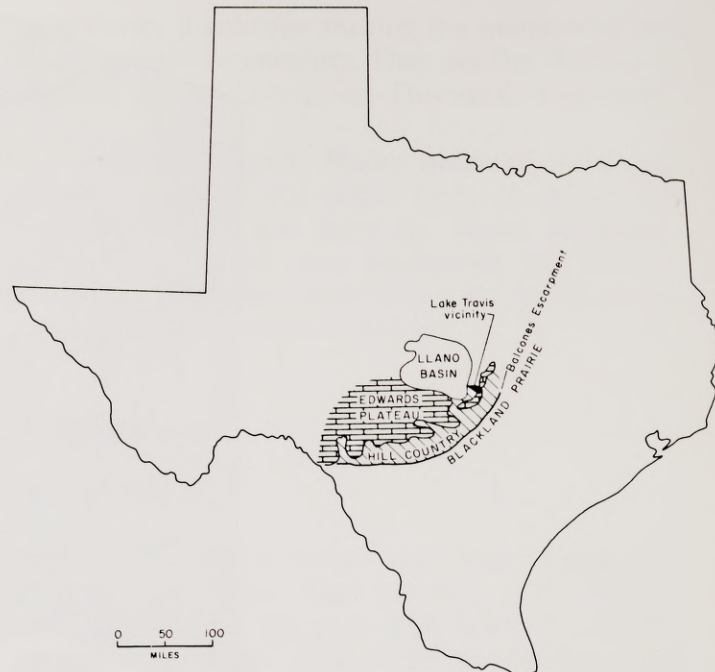 Lake Travis
vicinity
Balcones Escarpment
LLANO
BASIN
EDWARDS
PLATEAU
HILL COUNTRY
BLACKLAND PRAIRIE
0 50 100
MILES